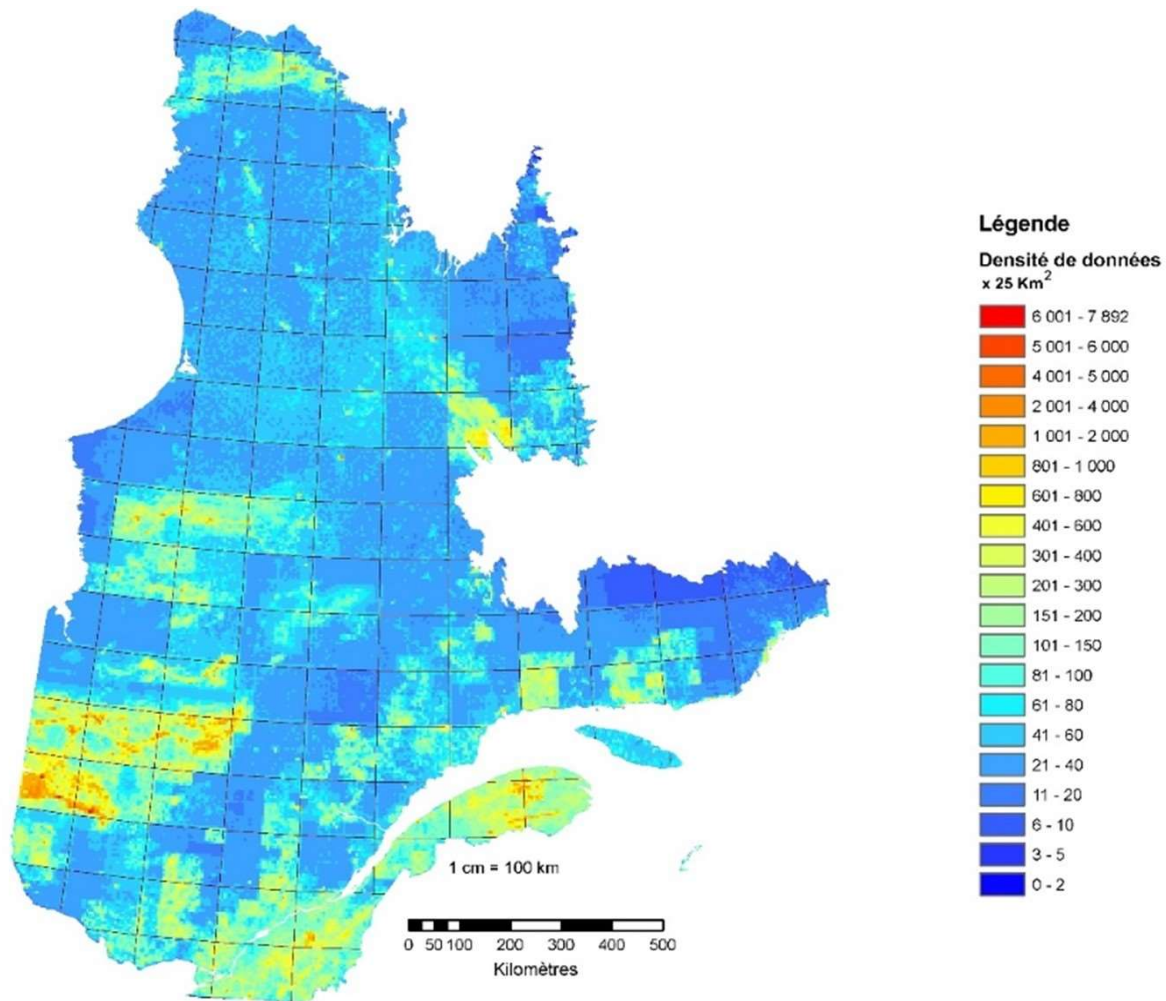 Légende
Densité de données
x 25 Km²
6 001 - 7 892
5 001 - 6 000
4 001 - 5 000
2 001 - 4 000
1 001 - 2 000
801 - 1 000
601 - 800
401 - 600
301 - 400
201 - 300
151 - 200
101 - 150
81 - 100
61 - 80
41 - 60
21 - 40
11 - 20
6 - 10
3 - 5
0 - 2
1 cm = 100 km
0 50 100 200 300 400 500
Kilomètres